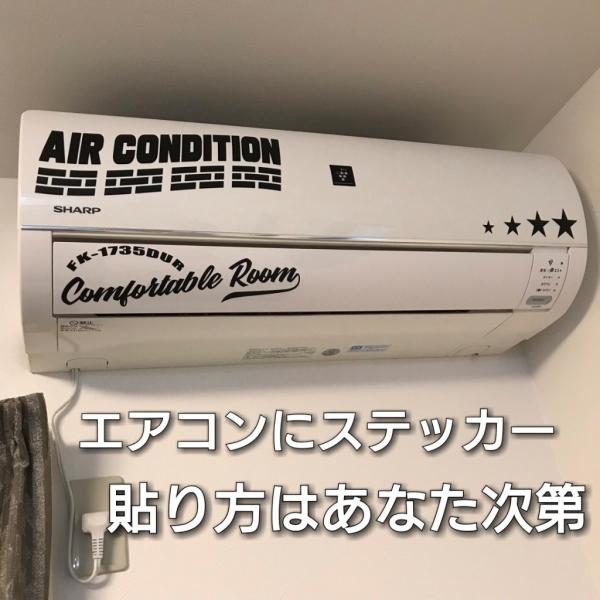 AIR CONDITION
SHARP
FK-1735DUR
Comfortable Room
エアコンにステッカー
貼り方はあなた次第